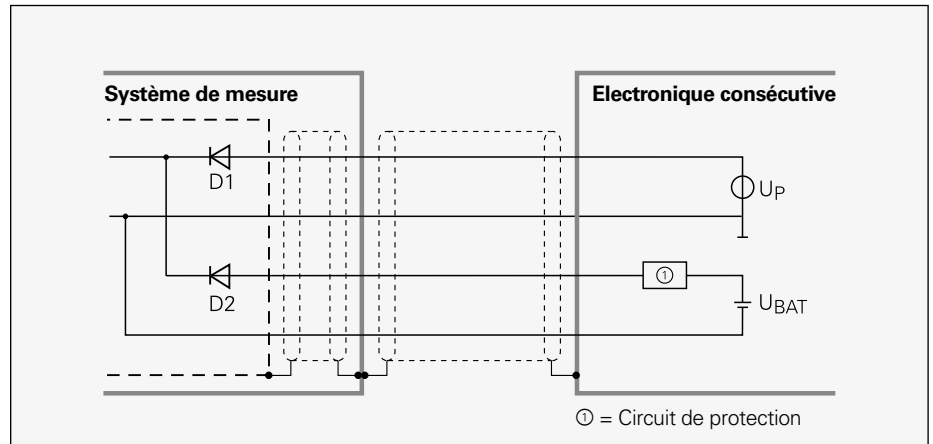 Système de mesure
Electronique consécutive
D1
UP
D2
①
UBAT
① = Circuit de protection